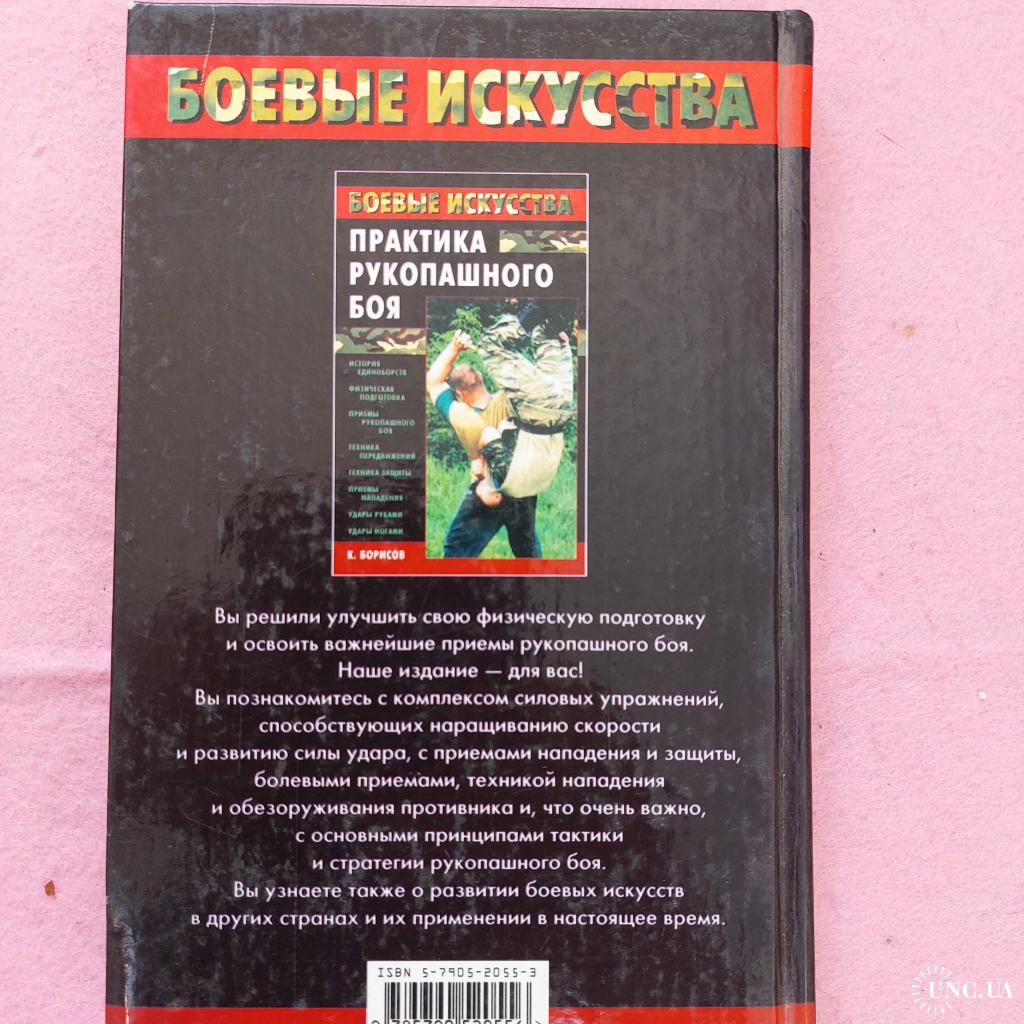 БОЕВЫЕ ИСКУССТВА
БОЕВЫЕ ИСКУССТВА
ПРАКТИКА
РУКОПАШНОГО
БОЯ
ИСТОРИЯ
ЕДИНОБОРСТВ
ФИЗИЧЕСКАЯ
ПОДГОТОВКА
ПРИЕМЫ
РУКОПАШНОГО
БОЯ
ТЕХНИКА
ПЕРЕДВИЖЕНИЙ
ТЕХНИКА ЗАЩИТЫ
ПРИЕМЫ
НАПАДЕНИЯ
УДАРЫ РУКАМИ
УДАРЫ НОГАМИ
К. БОРИСОВ
Вы решили улучшить свою физическую подготовку
и освоить важнейшие приемы рукопашного боя.
Наше издание — для вас!
Вы познакомитесь с комплексом силовых упражнений,
способствующих наращиванию скорости
и развитию силы удара, с приемами нападения и защиты,
болевыми приемами, техникой нападения
и обезоруживания противника и, что очень важно,
с основными принципами тактики
и стратегии рукопашного боя.
Вы узнаете также о развитии боевых искусств
в других странах и их применении в настоящее время.
ISBN 5-7905-2055-3
UNC.UA